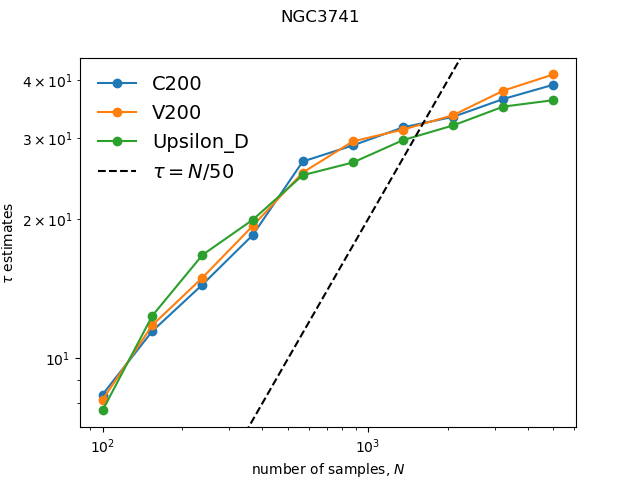 NGC3741
C200
V200
Upsilon_D
τ = N/50
τ estimates
4 × 10¹
3 × 10¹
2 × 10¹
10¹
10²
10³
number of samples, N